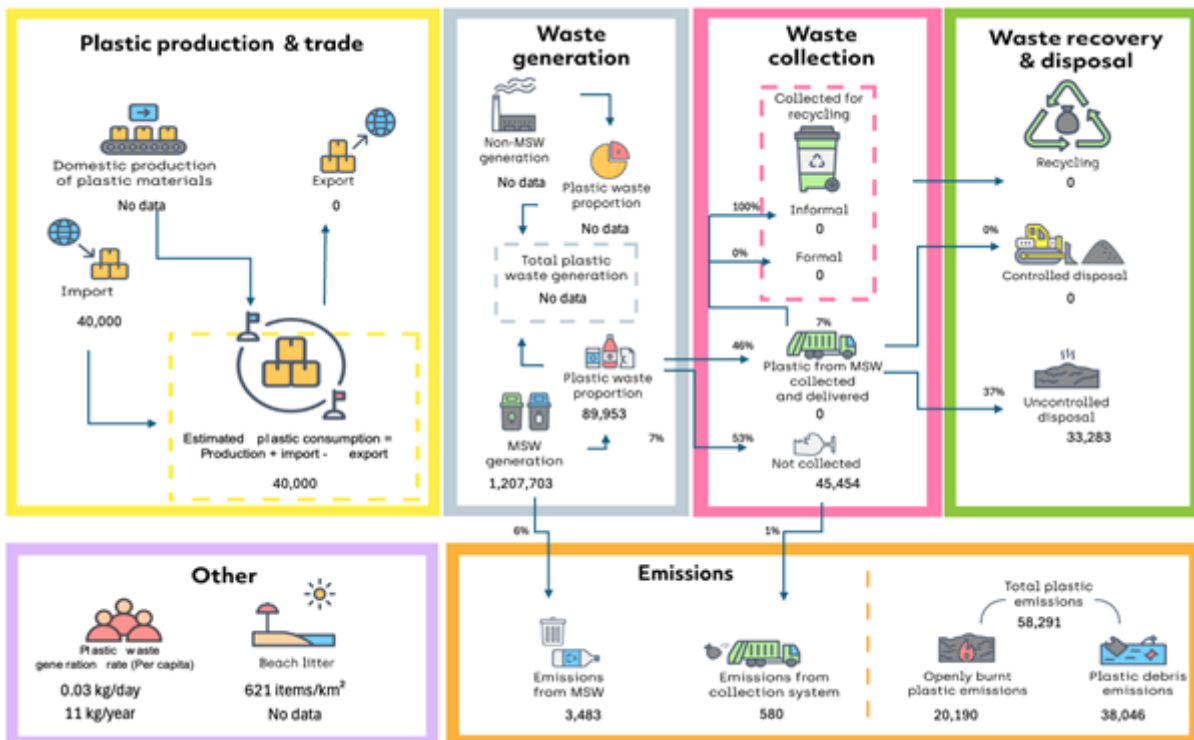 Plastic production & trade
Domestic production
of plastic materials
No data
Export
0
Import
40,000
Estimated plastic consumption =
Production + import - export
40,000
Waste
generation
Non-MSW
generation
No data
Plastic waste
proportion
No data
Total plastic
waste generation
No data
Plastic waste
proportion
89,953
MSW
generation
1,207,703
7%
Waste
collection
Collected for
recycling
100%
Informal
0
0%
Formal
0
7%
46%
Plastic from MSW
collected
and delivered
0
53%
Not collected
45,454
Waste recovery
& disposal
Recycling
0
0%
Controlled disposal
0
37%
Uncontrolled
disposal
33,283
6%
1%
Other
Plastic waste
generation rate (Per capita)
0.03 kg/day
11 kg/year
Beach litter
621 items/km²
No data
Emissions
Emissions
from MSW
3,483
Emissions from
collection system
580
Total plastic
emissions
58,291
Openly burnt
plastic emissions
20,190
Plastic debris
emissions
38,046